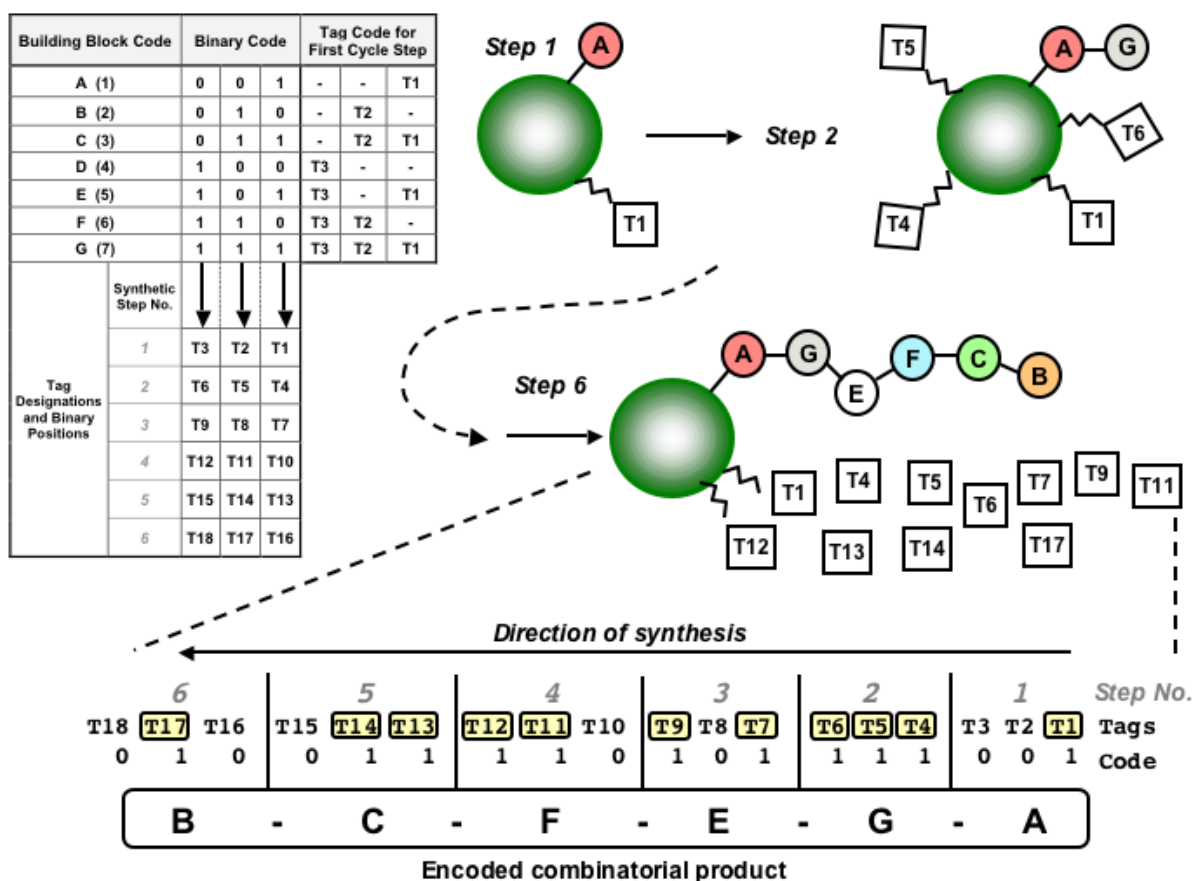 Building Block Code Binary Code Tag Code for
First Cycle Step
A (1) 0 0 1 - - T1
B (2) 0 1 0 - T2 -
C (3) 0 1 1 - T2 T1
D (4) 1 0 0 T3 - -
E (5) 1 0 1 T3 - T1
F (6) 1 1 0 T3 T2 -
G (7) 1 1 1 T3 T2 T1
Synthetic
Step No.
Tag
Designations
and Binary
Positions
1 T3 T2 T1
2 T6 T5 T4
3 T9 T8 T7
4 T12 T11 T10
5 T15 T14 T13
6 T18 T17 T16
Step 1
A
T1
Step 2
T5
A G
T6
T4
T1
Step 6
A G E F C B
T1 T4 T5 T6 T7 T9 T11
T12 T13 T14 T17
Direction of synthesis
6 5 4 3 2 1 Step No.
T18 T17 T16 T15 T14 T13 T12 T11 T10 T9 T8 T7 T6 T5 T4 T3 T2 T1 Tags
0 1 0 0 1 1 1 1 0 1 0 1 1 1 1 0 0 1 Code
B - C - F - E - G - A
Encoded combinatorial product